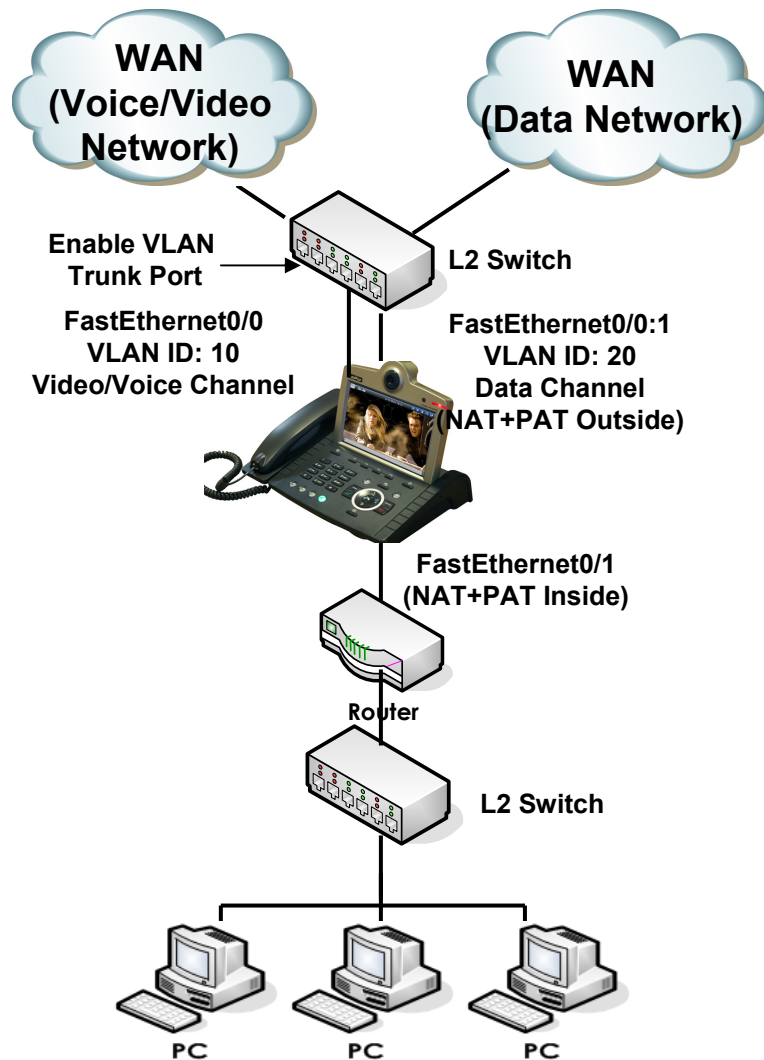 WAN
(Voice/Video
Network)
WAN
(Data Network)
Enable VLAN
Trunk Port
L2 Switch
FastEthernet0/0
VLAN ID: 10
Video/Voice Channel
FastEthernet0/0:1
VLAN ID: 20
Data Channel
(NAT+PAT Outside)
FastEthernet0/1
(NAT+PAT Inside)
Router
L2 Switch
PC
PC
PC